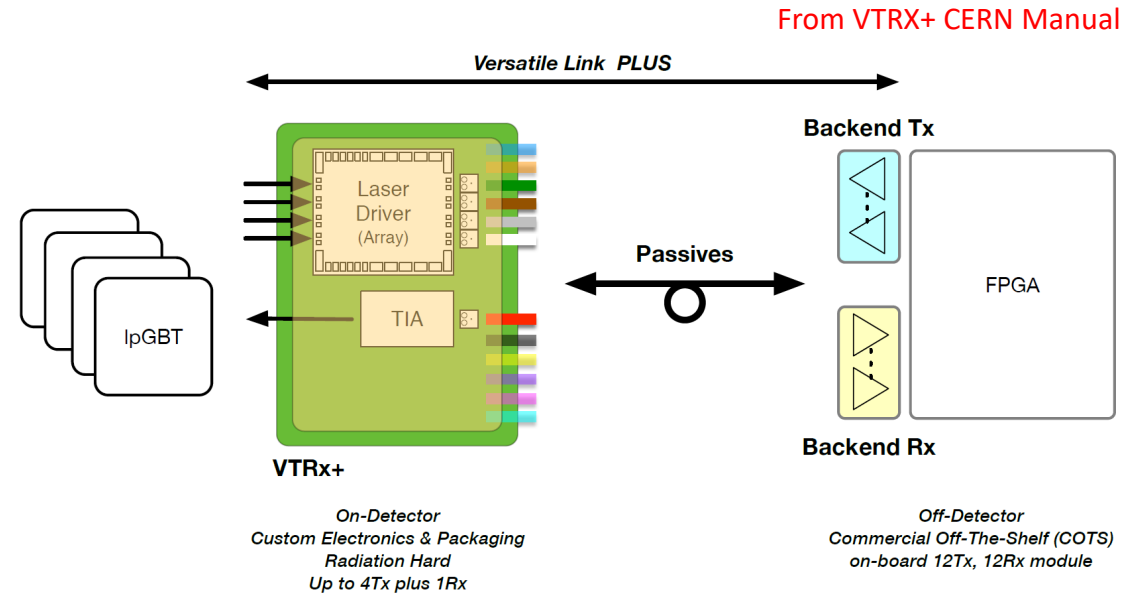 From VTRX+ CERN Manual
Versatile Link PLUS
Backend Tx
Laser
Driver
(Array)
Passives
FPGA
TIA
lpGBT
Backend Rx
VTRx+
On-Detector
Custom Electronics & Packaging
Radiation Hard
Up to 4Tx plus 1Rx
Off-Detector
Commercial Off-The-Shelf (COTS)
on-board 12Tx, 12Rx module